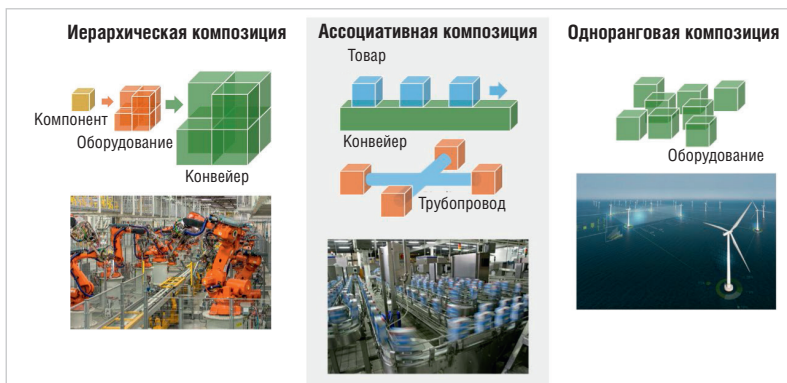 Иерархическая композиция
Компонент
Оборудование
Конвейер
Ассоциативная композиция
Товар
Конвейер
Трубопровод
Одноранговая композиция
Оборудование